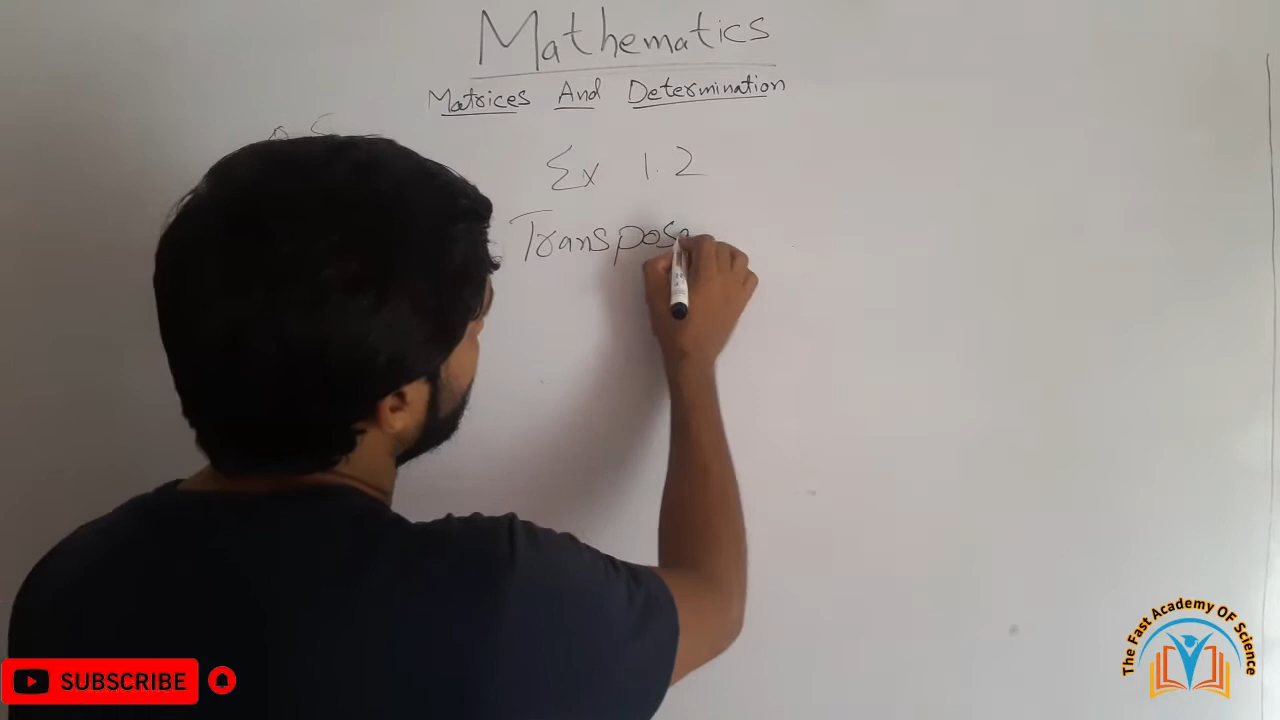 Mathematics
Matrices And Determination
Ex 1.2
Transpose
The Fast Academy OF Science
SUBSCRIBE